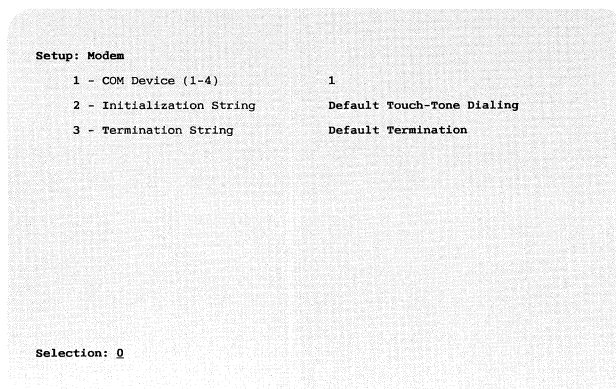 Setup: Modem
1 - COM Device (1-4) 1
2 - Initialization String Default Touch-Tone Dialing
3 - Termination String Default Termination
Selection: 0